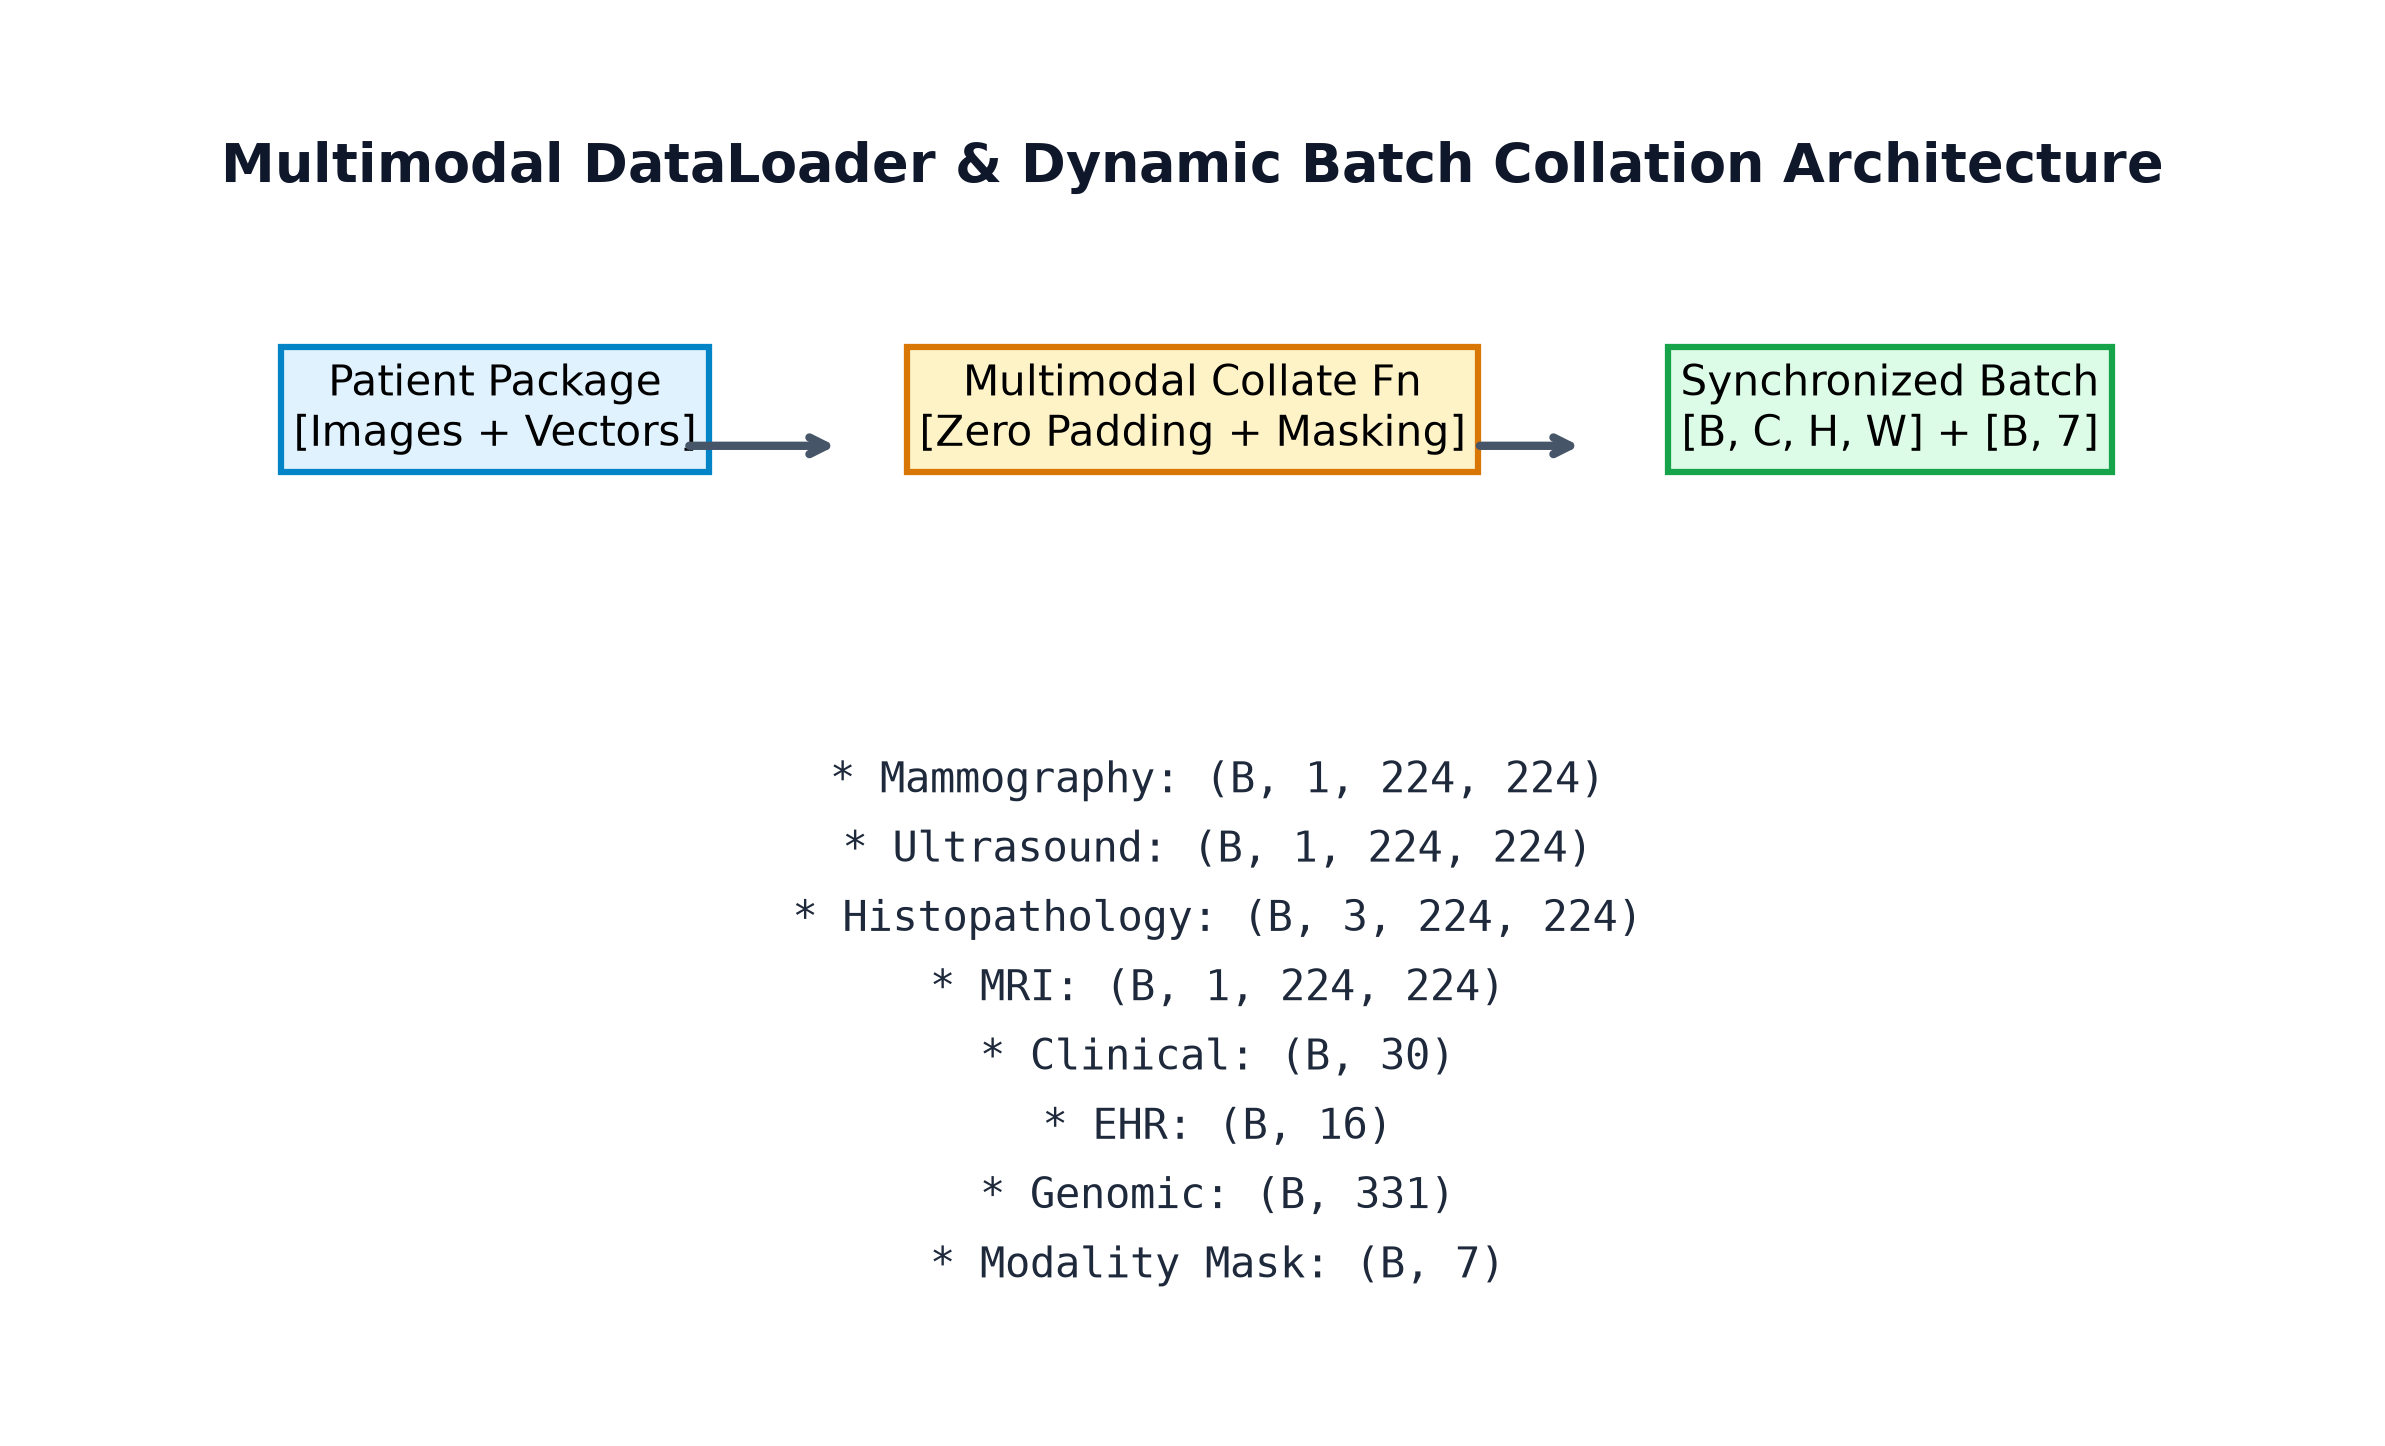 Multimodal DataLoader & Dynamic Batch Collation Architecture
Patient Package
[Images + Vectors]
Multimodal Collate Fn
[Zero Padding + Masking]
Synchronized Batch
[B, C, H, W] + [B, 7]
* Mammography: (B, 1, 224, 224)
* Ultrasound: (B, 1, 224, 224)
* Histopathology: (B, 3, 224, 224)
* MRI: (B, 1, 224, 224)
* Clinical: (B, 30)
* EHR: (B, 16)
* Genomic: (B, 331)
* Modality Mask: (B, 7)